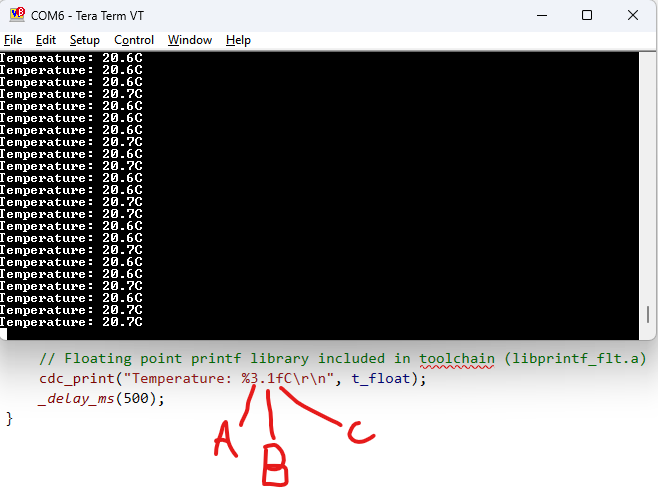 COM6 - Tera Term VT
File Edit Setup Control Window Help
Temperature: 20.6C
Temperature: 20.6C
Temperature: 20.6C
Temperature: 20.7C
Temperature: 20.6C
Temperature: 20.6C
Temperature: 20.6C
Temperature: 20.7C
Temperature: 20.6C
Temperature: 20.7C
Temperature: 20.6C
Temperature: 20.6C
Temperature: 20.7C
Temperature: 20.7C
Temperature: 20.6C
Temperature: 20.6C
Temperature: 20.7C
Temperature: 20.6C
Temperature: 20.6C
Temperature: 20.7C
Temperature: 20.6C
Temperature: 20.7C
Temperature: 20.7C
// Floating point printf library included in toolchain (libprintf_flt.a)
cdc_print("Temperature: %3.1fC\r\n", t_float);
_delay_ms(500);
}
A B C